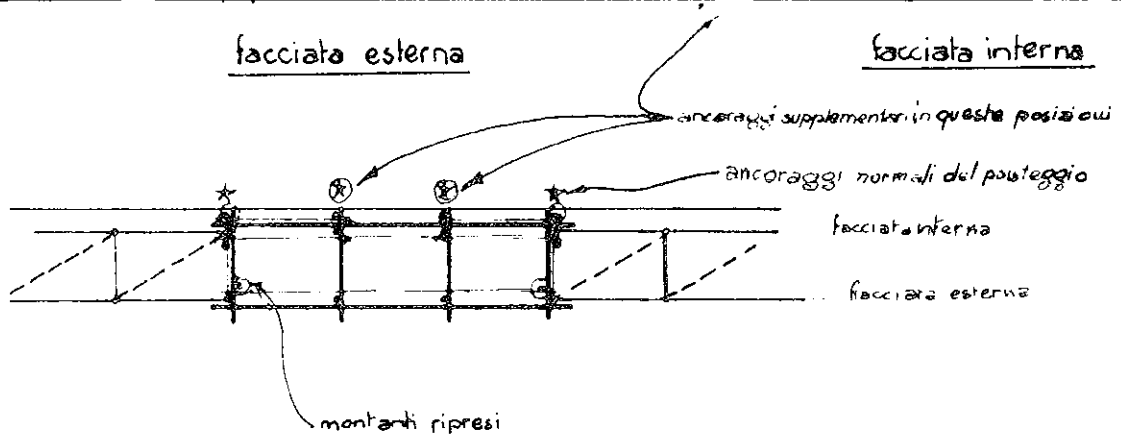 facciata esterna
facciata interna
ancoraggi supplementari in queste posizioni
ancoraggi normali del ponteggio
facciata interna
facciata esterna
montanti ripresi